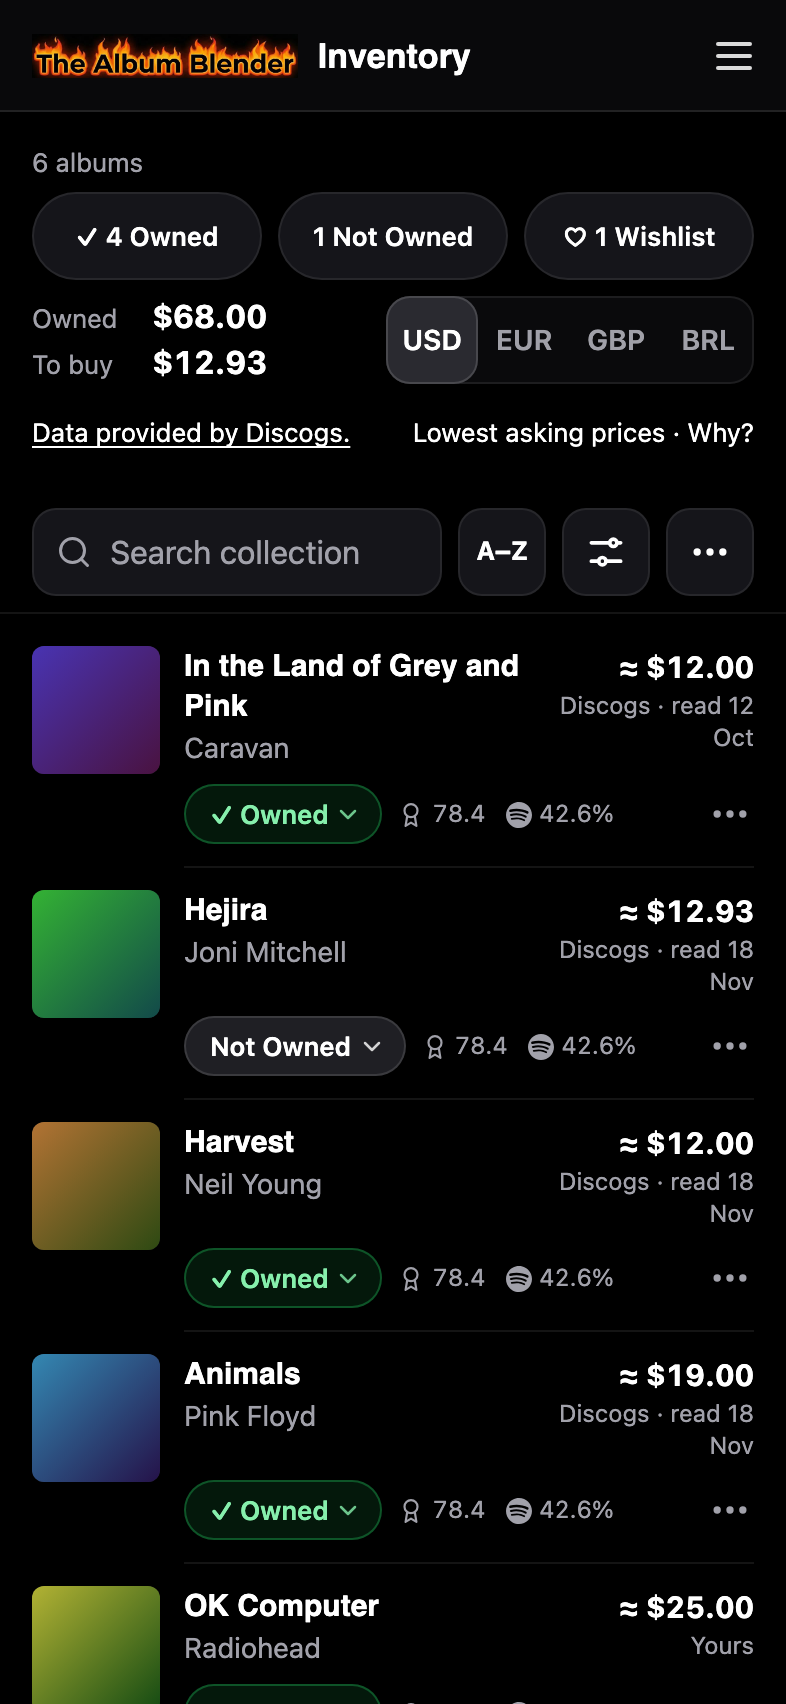 The Album Blender Inventory
6 albums
✓ 4 Owned
1 Not Owned
♡ 1 Wishlist
Owned $68.00
To buy $12.93
USD EUR GBP BRL
Data provided by Discogs.
Lowest asking prices · Why?
Search collection
A–Z
In the Land of Grey and
Pink
Caravan
≈ $12.00
Discogs · read 12
Oct
✓ Owned
78.4
42.6%
Hejira
Joni Mitchell
≈ $12.93
Discogs · read 18
Nov
Not Owned
78.4
42.6%
Harvest
Neil Young
≈ $12.00
Discogs · read 18
Nov
✓ Owned
78.4
42.6%
Animals
Pink Floyd
≈ $19.00
Discogs · read 18
Nov
✓ Owned
78.4
42.6%
OK Computer
Radiohead
≈ $25.00
Yours